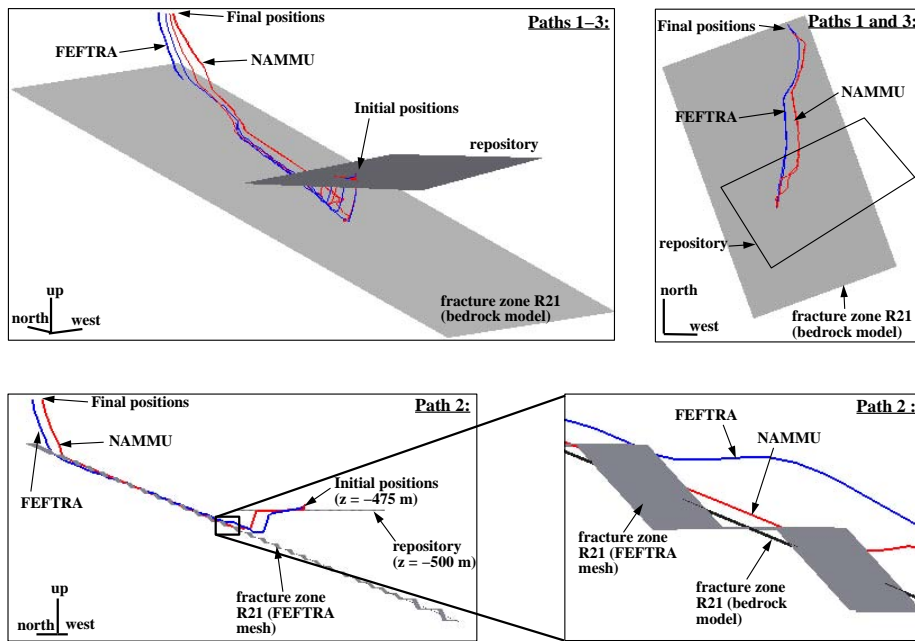 Final positions
Paths 1–3:
FEFTRA
NAMMU
Initial positions
repository
fracture zone R21
(bedrock model)
up
north
west
Paths 1 and 3:
Final positions
NAMMU
FEFTRA
repository
north
west
fracture zone R21
(bedrock model)
Path 2:
Final positions
NAMMU
FEFTRA
Initial positions
(z = −475 m)
repository
(z = −500 m)
fracture zone
R21 (FEFTRA
mesh)
up
north
west
Path 2 :
FEFTRA
NAMMU
fracture zone
R21 (FEFTRA
mesh)
fracture zone
R21 (bedrock
model)